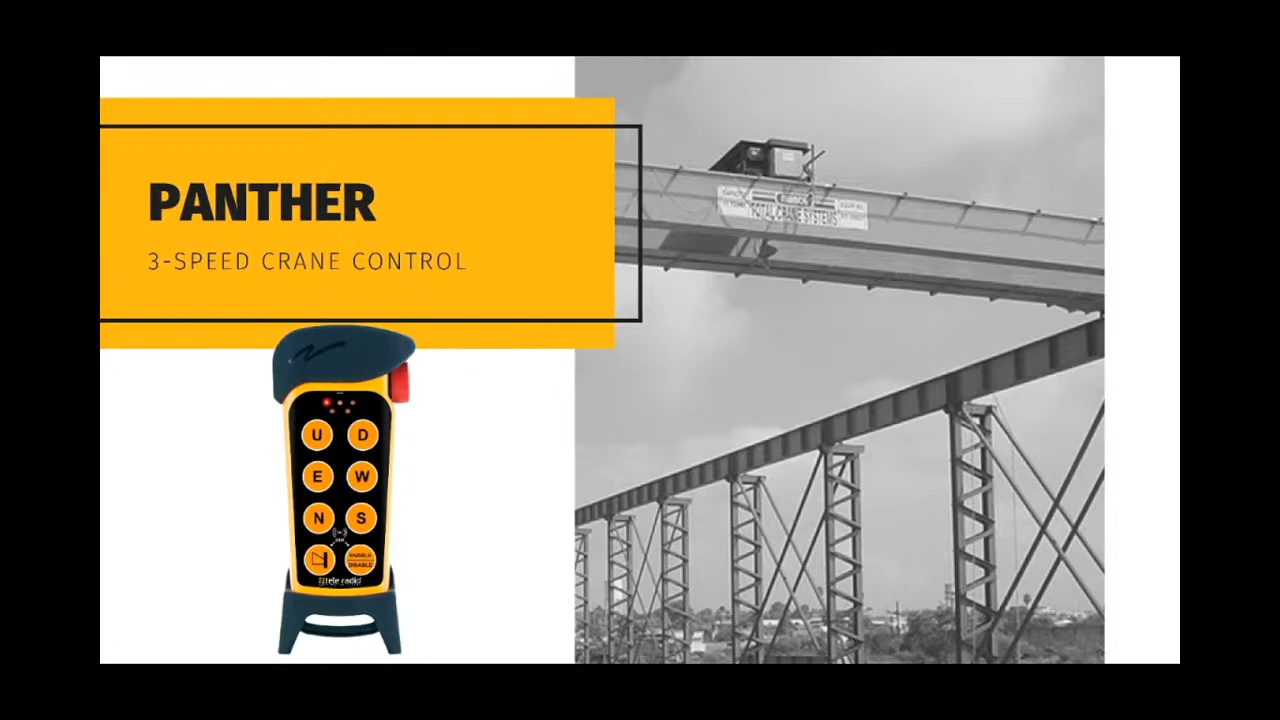 PANTHER
3-SPEED CRANE CONTROL
TOTAL CRANE SYSTEMS
U D
E W
N S
ENABLE
DISABLE
tele radio